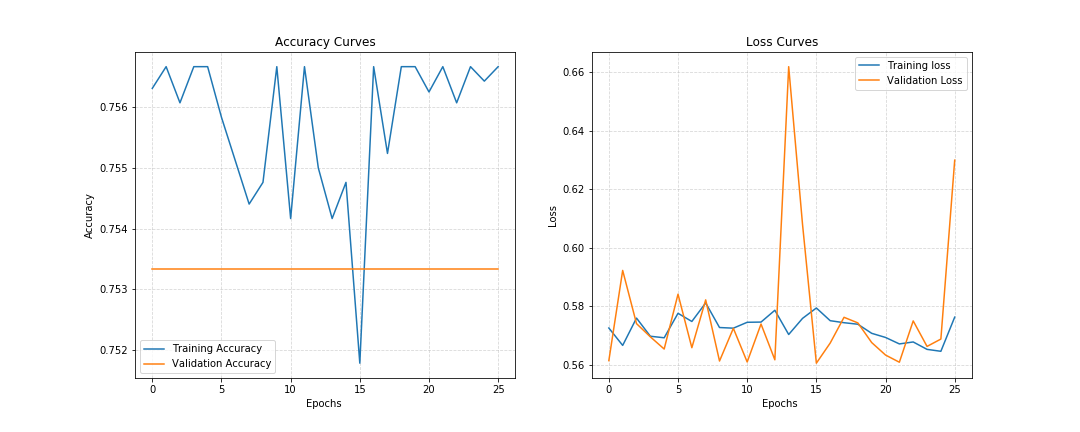 Accuracy Curves
0.756
0.755
0.754
0.753
0.752
Accuracy
Training Accuracy
Validation Accuracy
0 5 10 15 20 25
Epochs
Loss Curves
0.66
0.64
0.62
0.60
0.58
0.56
Loss
Training loss
Validation Loss
0 5 10 15 20 25
Epochs